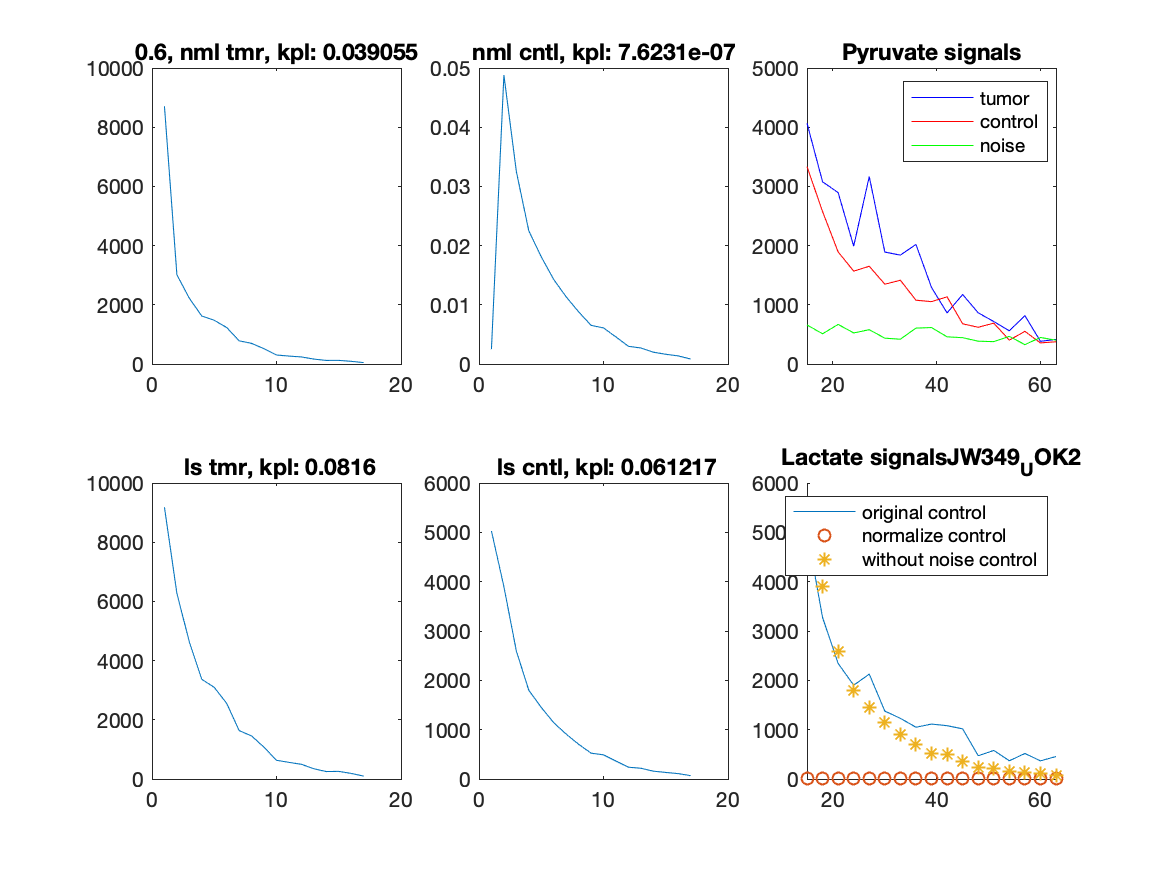 0.6, nml tmr, kpl: 0.039055
10000
8000
6000
4000
2000
0
0 10 20
nml cntl, kpl: 7.6231e-07
0.05
0.04
0.03
0.02
0.01
0
0 10 20
Pyruvate signals
5000
4000
3000
2000
1000
0
20 40 60
tumor
control
noise
ls tmr, kpl: 0.0816
10000
8000
6000
4000
2000
0
0 10 20
ls cntl, kpl: 0.061217
6000
5000
4000
3000
2000
1000
0
0 10 20
Lactate signalsJW349UOK2
6000
5000
4000
3000
2000
1000
0
20 40 60
original control
normalize control
without noise control